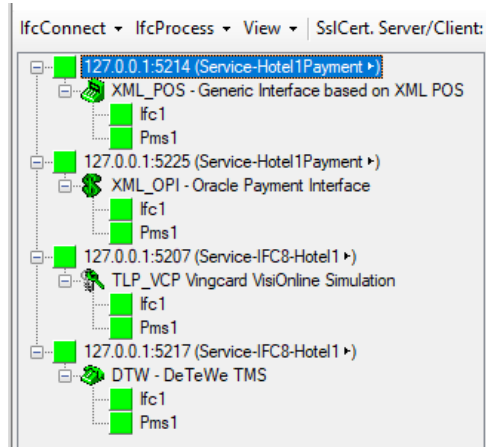 IfcConnect ▾ IfcProcess ▾ View ▾ SslCert. Server/Client:
127.0.0.1:5214 (Service-Hotel1Payment ▸)
XML_POS - Generic Interface based on XML POS
Ifc1
Pms1
127.0.0.1:5225 (Service-Hotel1Payment ▸)
XML_OPI - Oracle Payment Interface
Ifc1
Pms1
127.0.0.1:5207 (Service-IFC8-Hotel1 ▸)
TLP_VCP Vingcard VisiOnline Simulation
Ifc1
Pms1
127.0.0.1:5217 (Service-IFC8-Hotel1 ▸)
DTW - DeTeWe TMS
Ifc1
Pms1